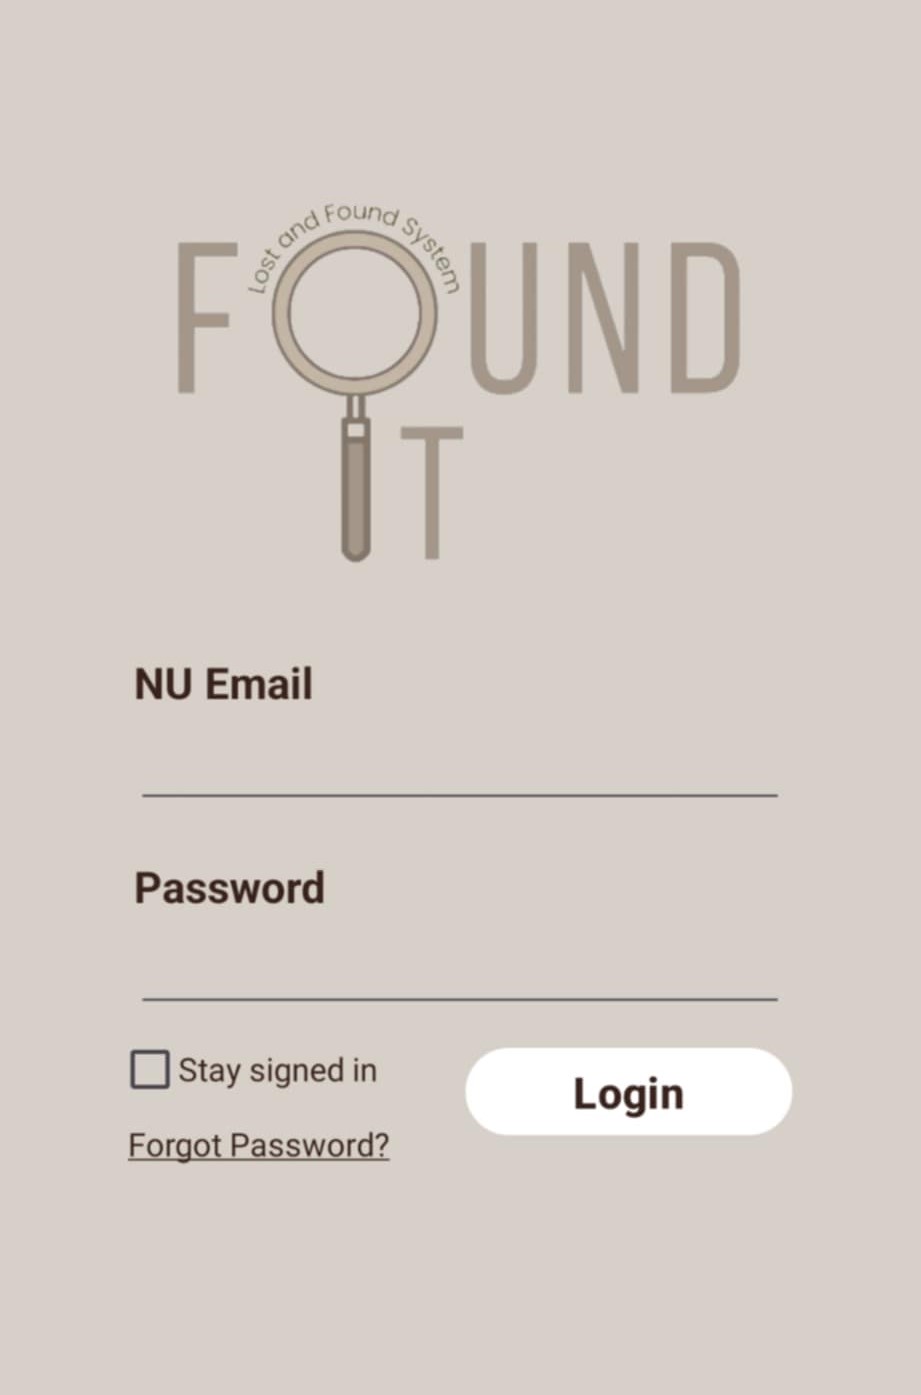 Lost and Found System
FOUND
IT
NU Email
Password
Stay signed in
Login
Forgot Password?